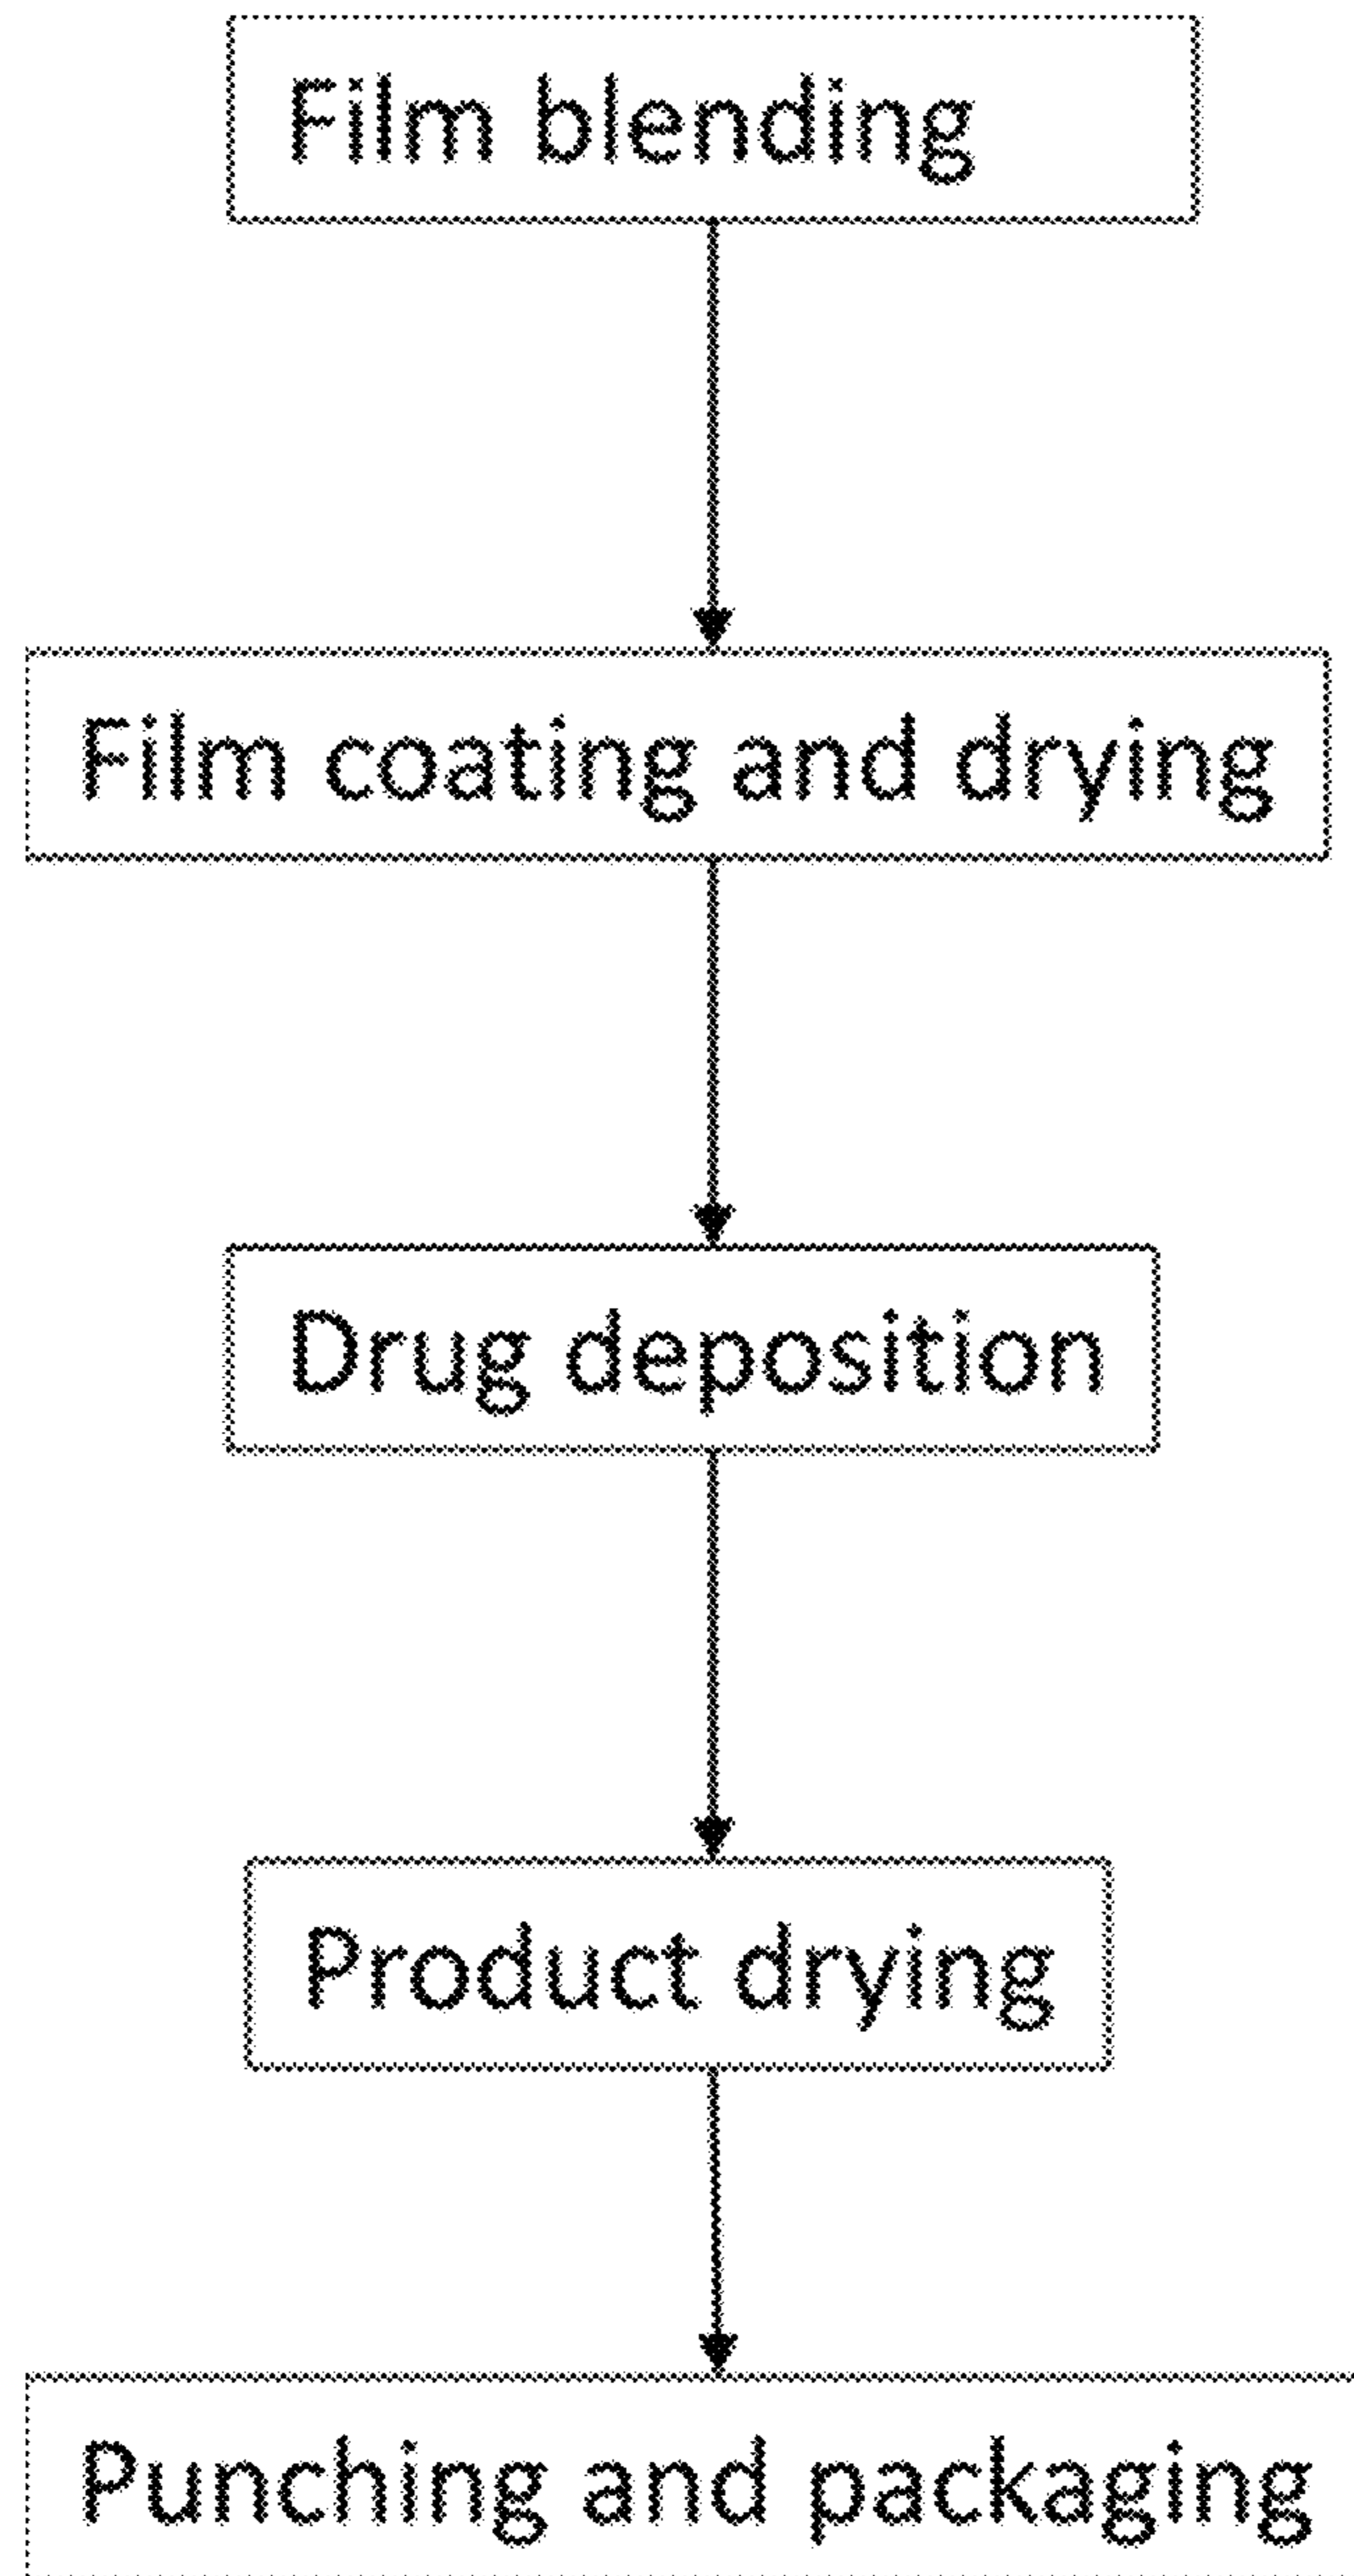 Film blending
Film coating and drying
Drug deposition
Product drying
Punching and packaging